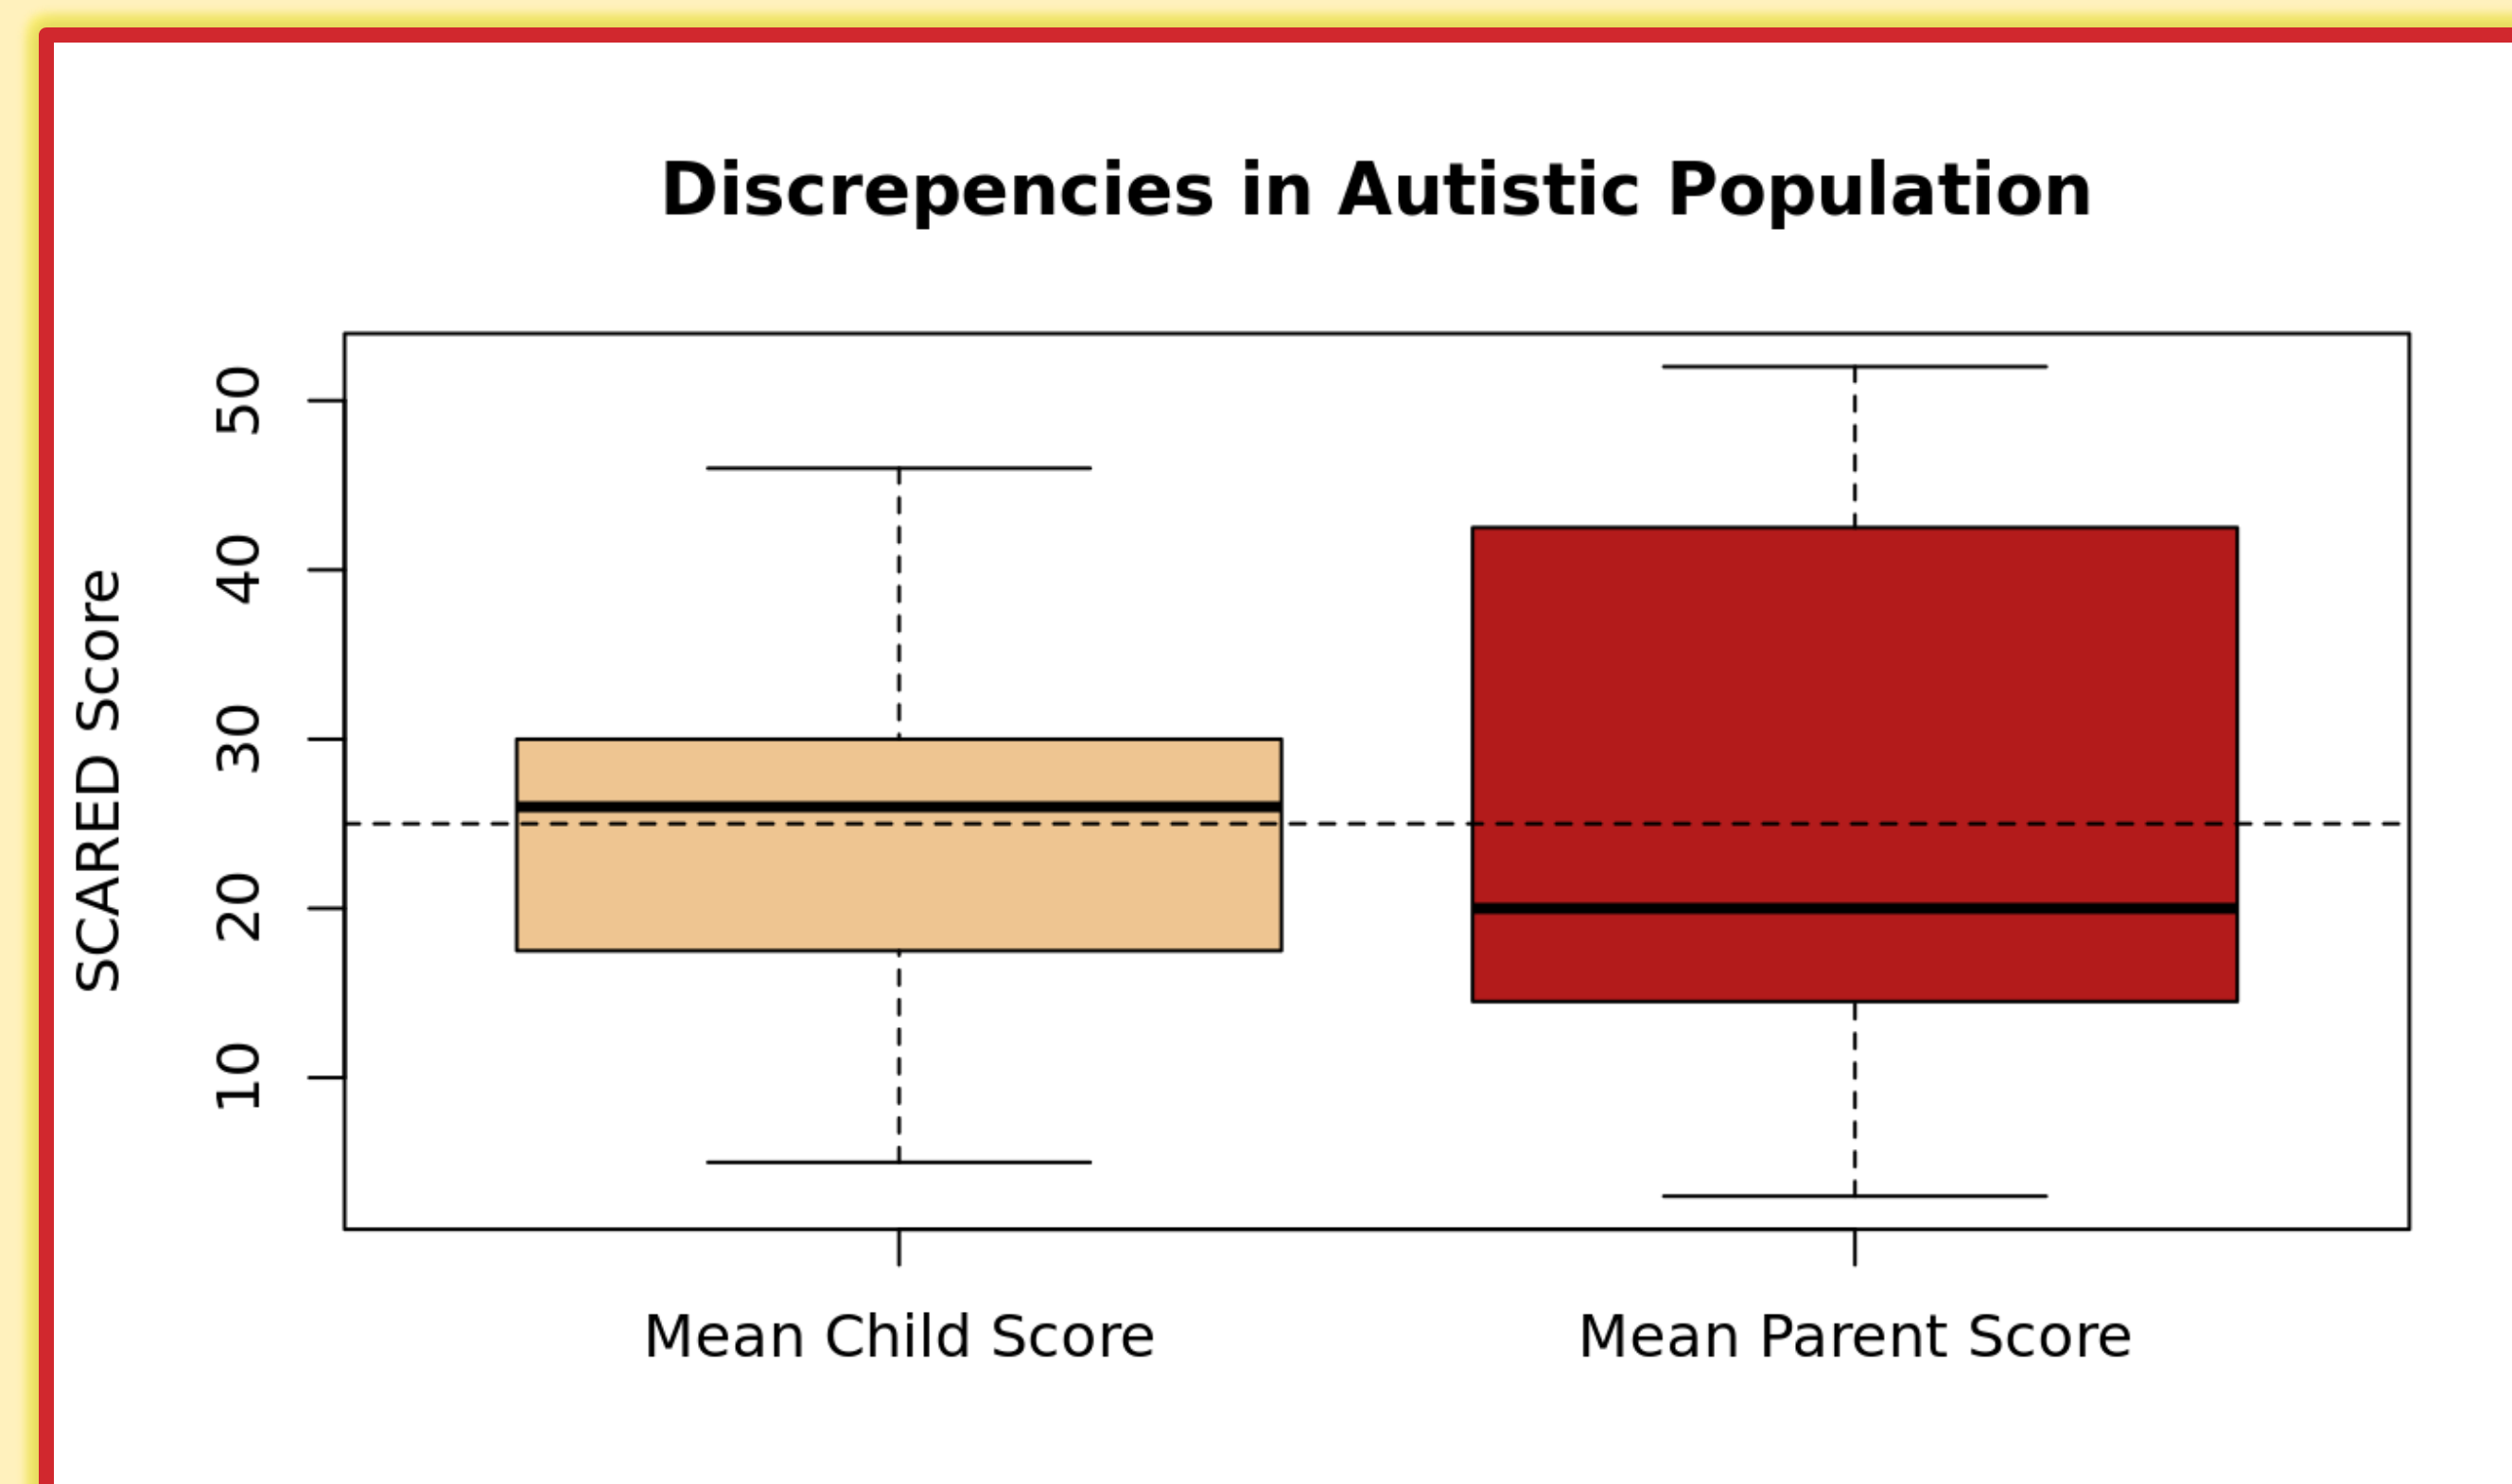 Discrepencies in Autistic Population
SCARED Score
50
40
30
20
10
Mean Child Score
Mean Parent Score